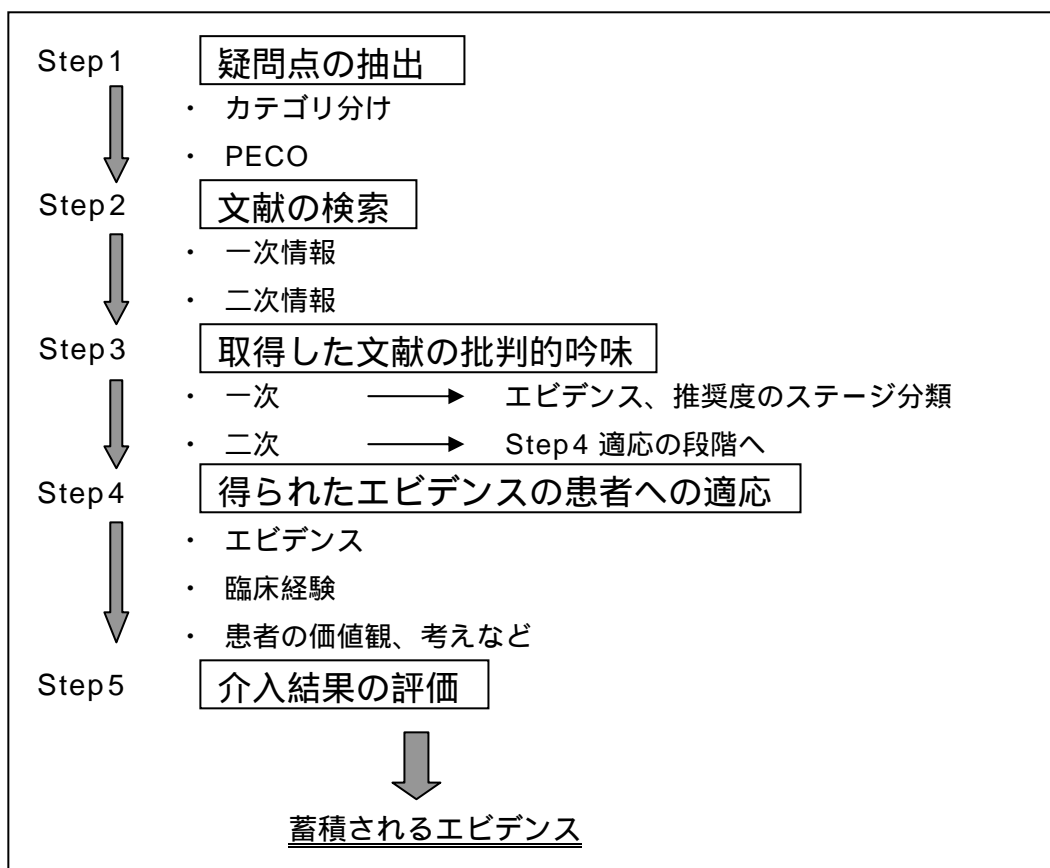 Step1 疑問点の抽出
・ カテゴリ分け
・ PECO
Step2 文献の検索
・ 一次情報
・ 二次情報
Step3 取得した文献の批判的吟味
・ 一次 → エビデンス、推奨度のステージ分類
・ 二次 → Step4 適応の段階へ
Step4 得られたエビデンスの患者への適応
・ エビデンス
・ 臨床経験
・ 患者の価値観、考えなど
Step5 介入結果の評価
蓄積されるエビデンス